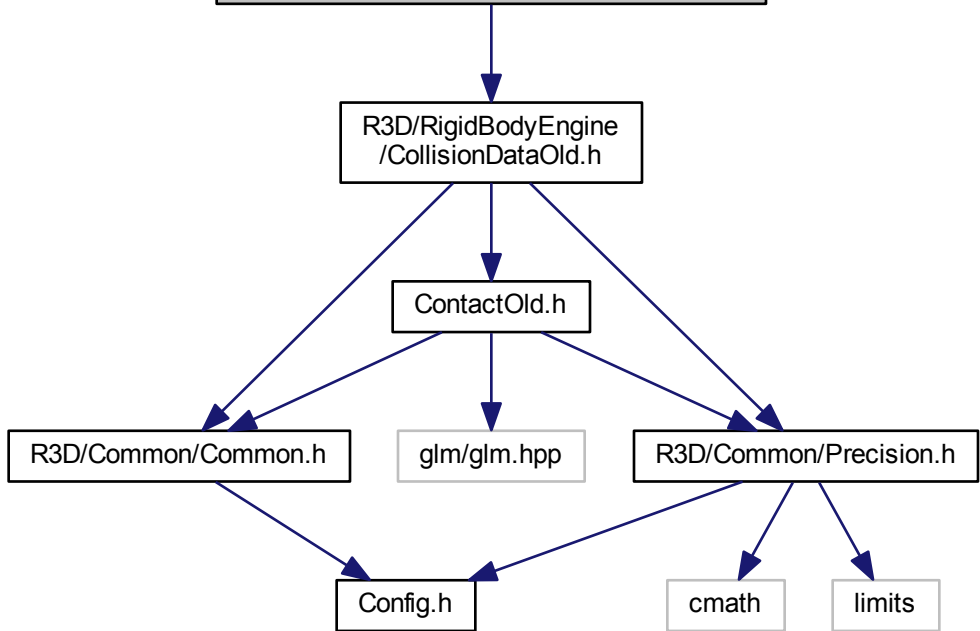 R3D/RigidBodyEngine
/CollisionDataOld.h
ContactOld.h
R3D/Common/Common.h
glm/glm.hpp
R3D/Common/Precision.h
Config.h
cmath
limits